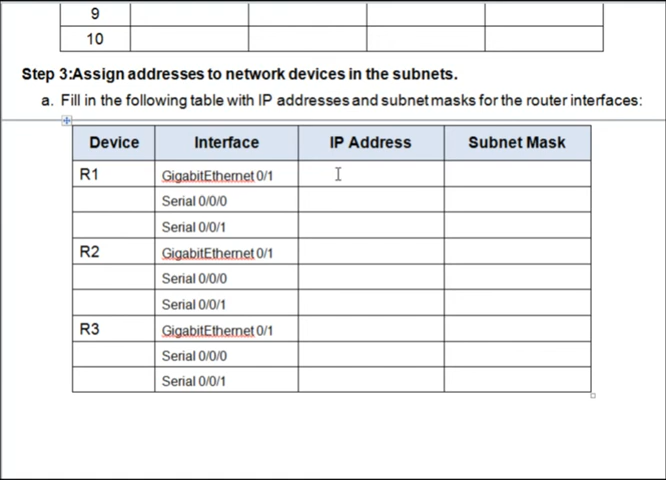 9
10
Step 3:Assign addresses to network devices in the subnets.
a. Fill in the following table with IP addresses and subnet masks for the router interfaces:
Device Interface IP Address Subnet Mask
R1 GigabitEthernet 0/1
Serial 0/0/0
Serial 0/0/1
R2 GigabitEthernet 0/1
Serial 0/0/0
Serial 0/0/1
R3 GigabitEthernet 0/1
Serial 0/0/0
Serial 0/0/1